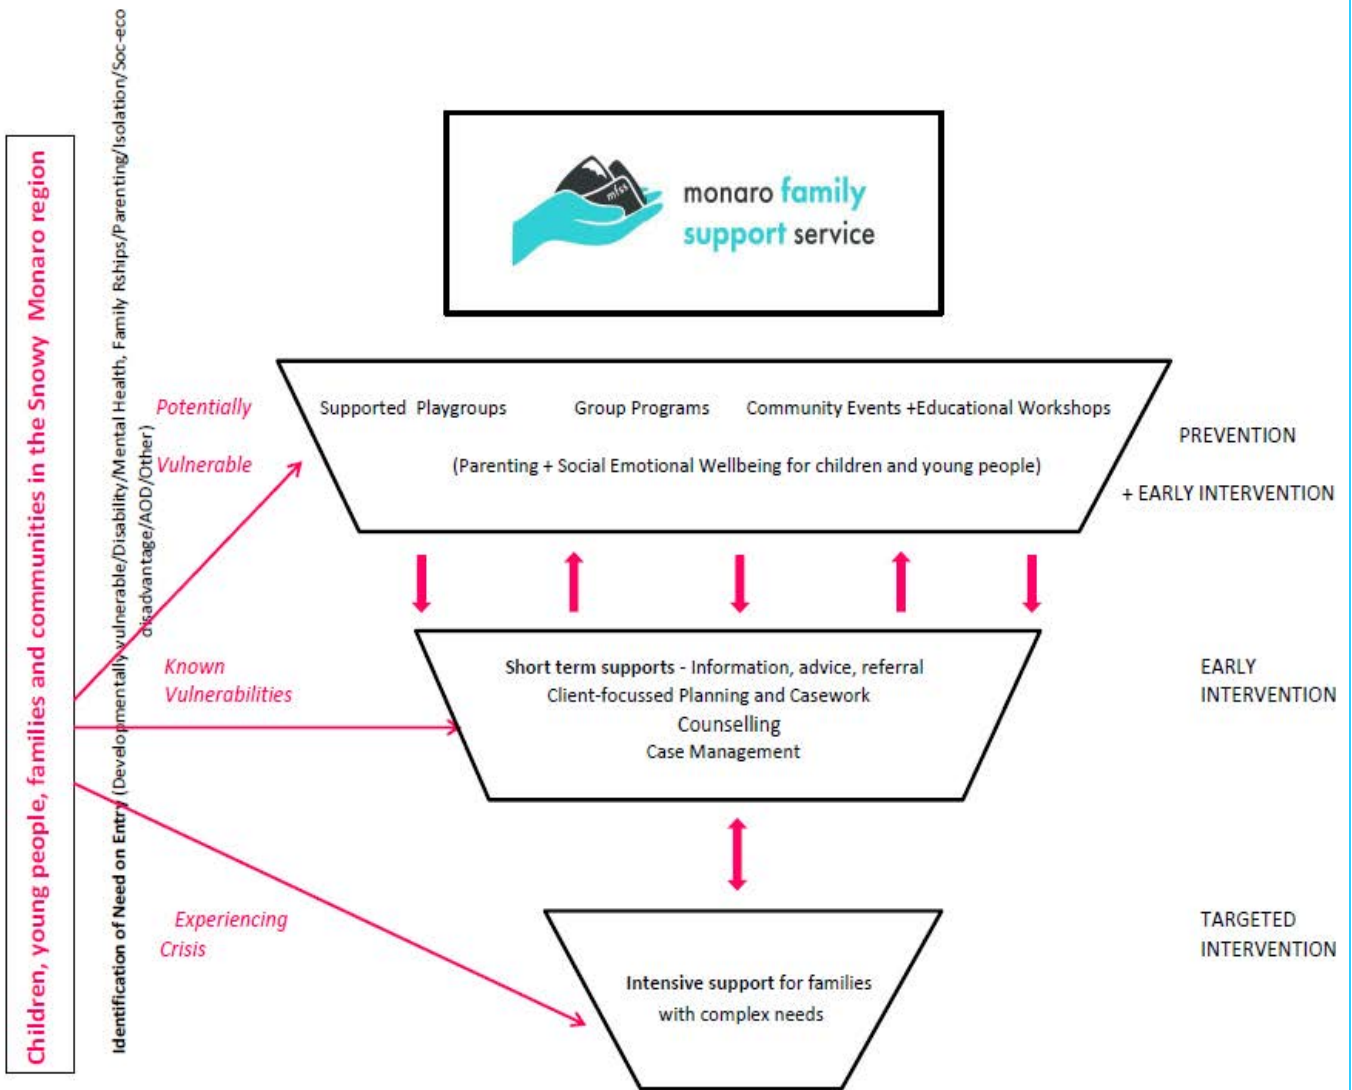 Children, young people, families and communities in the Snowy Monaro region
Identification of Need on Entry (Developmentally vulnerable/Disability/Mental Health, Family Rships/Parenting/Isolation/Soc-eco
disadvantage/AOD/Other)
mfss
monaro family
support service
Potentially
Vulnerable
Supported Playgroups Group Programs Community Events +Educational Workshops
(Parenting + Social Emotional Wellbeing for children and young people)
PREVENTION
+ EARLY INTERVENTION
Known
Vulnerabilities
Short term supports - Information, advice, referral
Client-focussed Planning and Casework
Counselling
Case Management
EARLY
INTERVENTION
Experiencing
Crisis
Intensive support for families
with complex needs
TARGETED
INTERVENTION